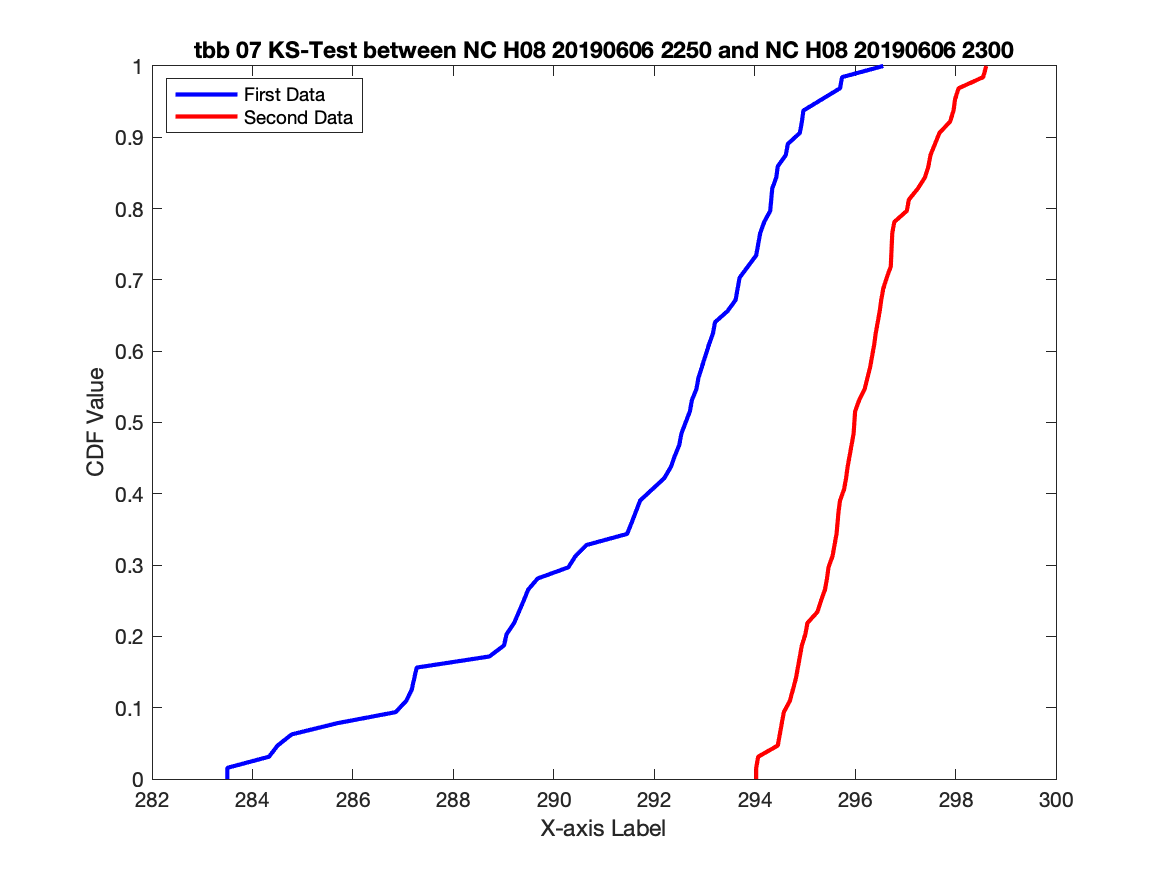 tbb 07 KS-Test between NC H08 20190606 2250 and NC H08 20190606 2300
First Data
Second Data
1
0.9
0.8
0.7
0.6
0.5
0.4
0.3
0.2
0.1
0
CDF Value
282 284 286 288 290 292 294 296 298 300
X-axis Label